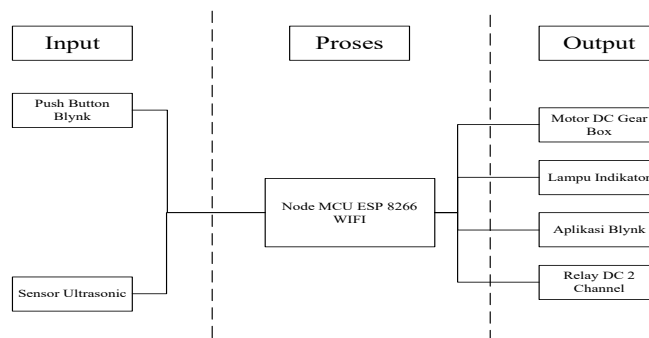 Input
Proses
Output
Push Button
Blynk
Sensor Ultrasonic
Node MCU ESP 8266
WIFI
Motor DC Gear
Box
Lampu Indikator
Aplikasi Blynk
Relay DC 2
Channel